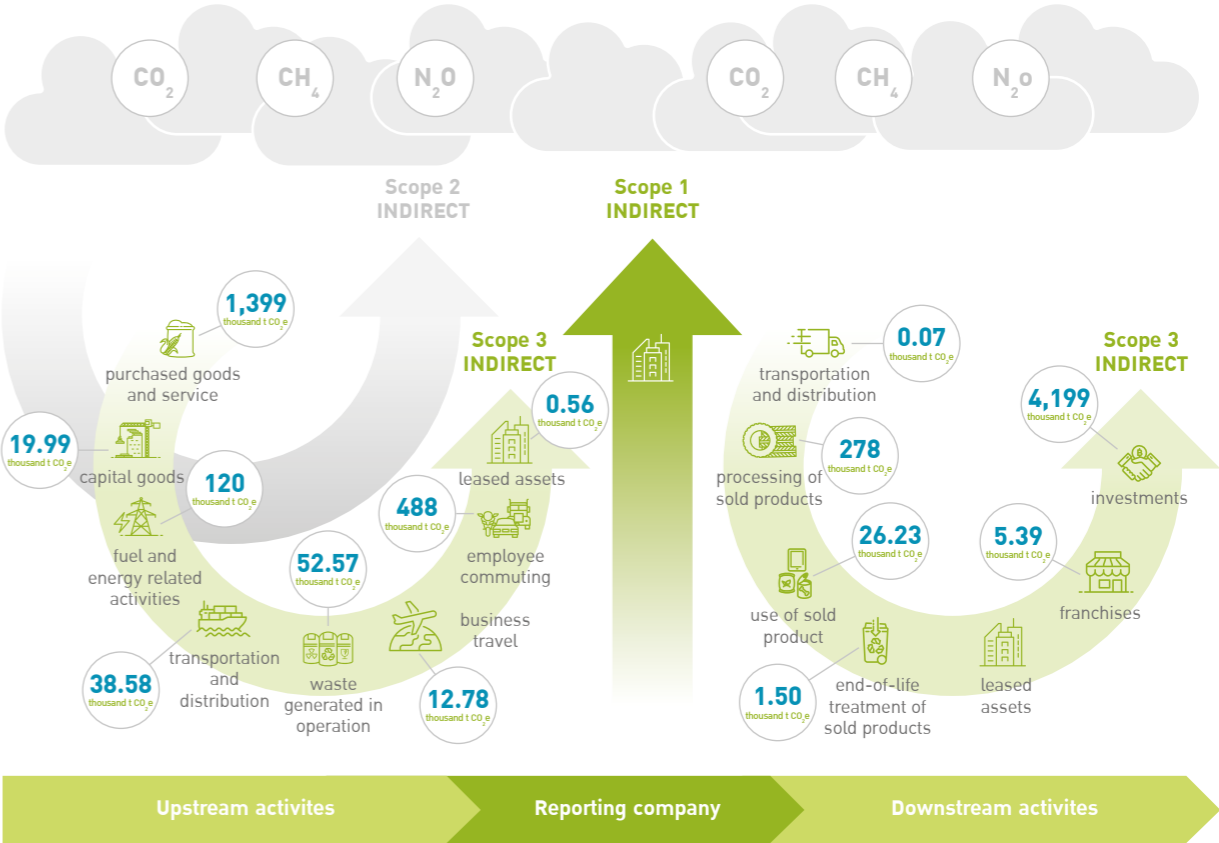 CO2
CH4
N2O
CO2
CH4
N2o
Scope 2
INDIRECT
Scope 1
INDIRECT
1,399
thousand t CO2e
purchased goods
and service
19.99
thousand t CO2e
capital goods
120
thousand t CO2e
fuel and
energy related
activities
38.58
thousand t CO2e
transportation
and
distribution
52.57
thousand t CO2e
waste
generated in
operation
12.78
thousand t CO2e
business
travel
488
thousand t CO2e
employee
commuting
0.56
thousand t CO2e
leased assets
Scope 3
INDIRECT
0.07
thousand t CO2e
transportation
and distribution
278
thousand t CO2e
processing of
sold products
26.23
thousand t CO2e
use of sold
product
1.50
thousand t CO2e
end-of-life
treatment of
sold products
leased
assets
5.39
thousand t CO2e
franchises
4,199
thousand t CO2e
investments
Scope 3
INDIRECT
Upstream activites
Reporting company
Downstream activites